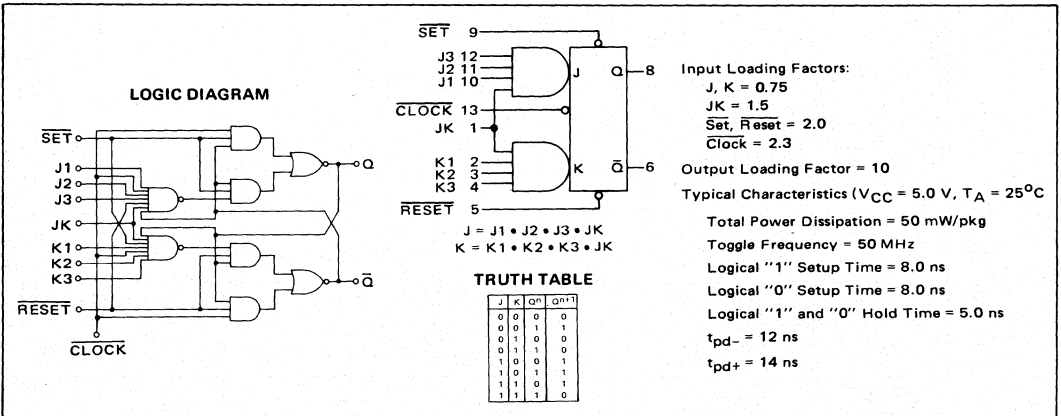 LOGIC DIAGRAM
SET
J1
J2
J3
JK
K1
K2
K3
RESET
CLOCK
Q
Q̅
SET 9
J3 12
J2 11
J1 10
CLOCK 13
JK 1
K1 2
K2 3
K3 4
RESET 5
J Q 8
K Q̅ 6
J = J1 • J2 • J3 • JK
K = K1 • K2 • K3 • JK
TRUTH TABLE
J K Qn Qn+1
0 0 0 0
0 0 1 1
0 1 0 0
0 1 1 0
1 0 0 1
1 0 1 1
1 1 0 1
1 1 1 0
Input Loading Factors:
J, K = 0.75
JK = 1.5
Set, Reset = 2.0
Clock = 2.3
Output Loading Factor = 10
Typical Characteristics (VCC = 5.0 V, TA = 25°C
Total Power Dissipation = 50 mW/pkg
Toggle Frequency = 50 MHz
Logical "1" Setup Time = 8.0 ns
Logical "0" Setup Time = 8.0 ns
Logical "1" and "0" Hold Time = 5.0 ns
tpd– = 12 ns
tpd+ = 14 ns